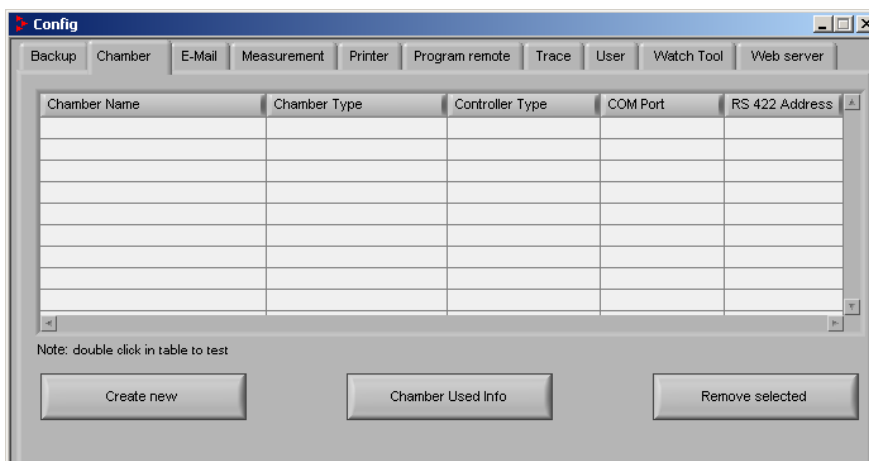 Config
Backup Chamber E-Mail Measurement Printer Program remote Trace User Watch Tool Web server
Chamber Name Chamber Type Controller Type COM Port RS 422 Address
Note: double click in table to test
Create new Chamber Used Info Remove selected